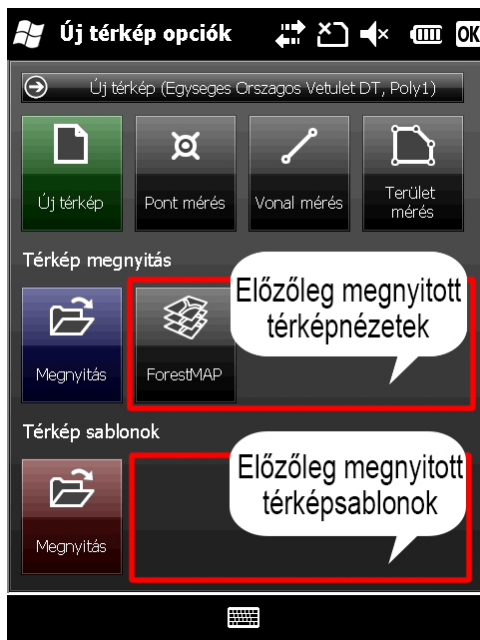 Új térkép opciók
OK
Új térkép (Egyseges Orszagos Vetulet DT, Poly1)
Új térkép
Pont mérés
Vonal mérés
Terület
mérés
Térkép megnyitás
Előzőleg megnyitott
térképnézetek
Megnyitás
ForestMAP
Térkép sablonok
Előzőleg megnyitott
térképsablonok
Megnyitás